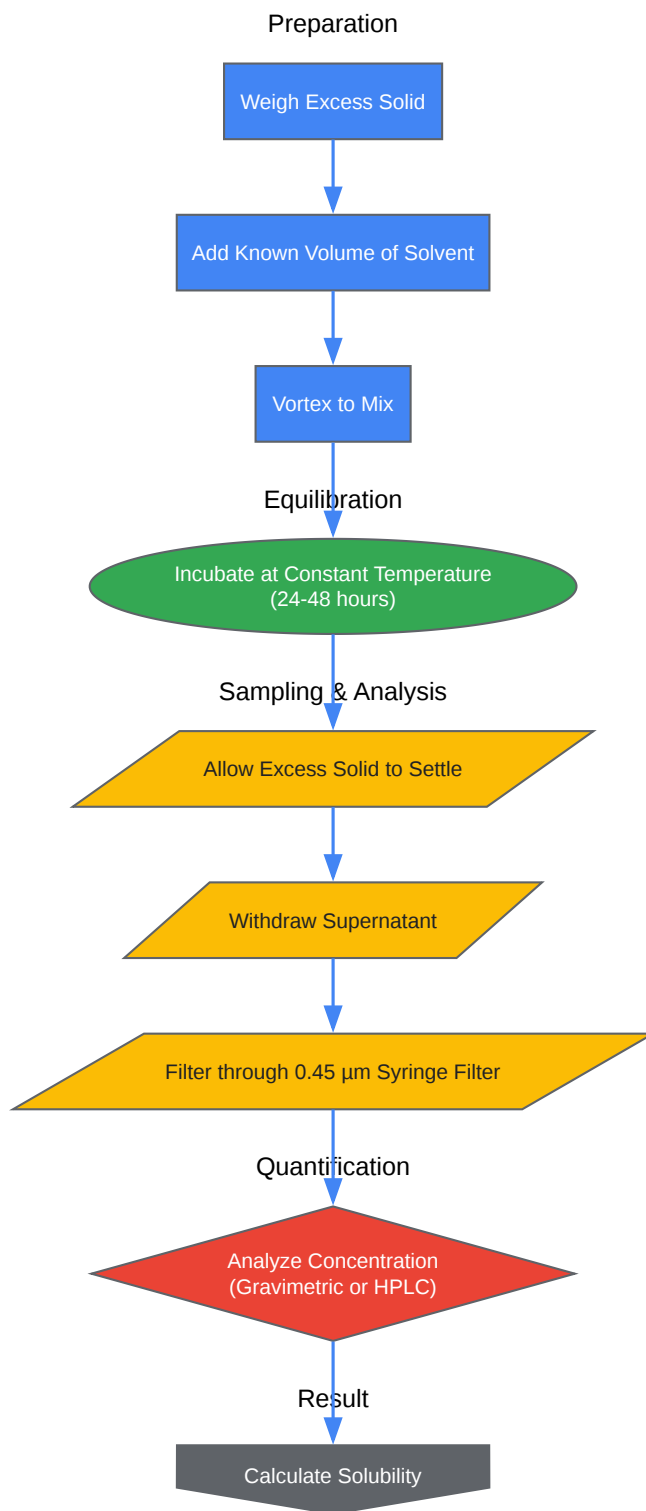 Preparation
Weigh Excess Solid
Add Known Volume of Solvent
Vortex to Mix
Equilibration
Incubate at Constant Temperature
(24-48 hours)
Sampling & Analysis
Allow Excess Solid to Settle
Withdraw Supernatant
Filter through 0.45 µm Syringe Filter
Quantification
Analyze Concentration
(Gravimetric or HPLC)
Result
Calculate Solubility